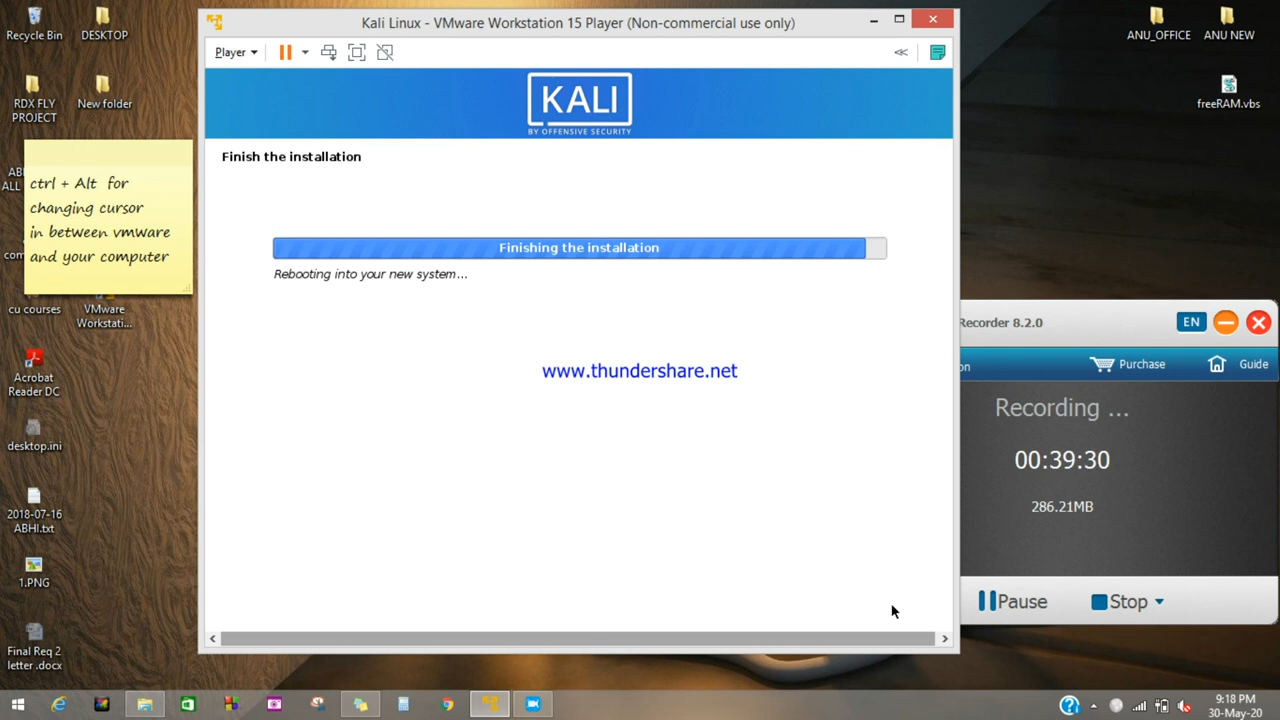 Recycle Bin
DESKTOP
RDX FLY
PROJECT
New folder
ctrl + Alt for
changing cursor
in between vmware
and your computer
cu courses
VMware
Workstati...
Acrobat
Reader DC
desktop.ini
2018-07-16
ABHI.txt
1.PNG
Final Req 2
letter .docx
Kali Linux - VMware Workstation 15 Player (Non-commercial use only)
Player
KALI
BY OFFENSIVE SECURITY
Finish the installation
Finishing the installation
Rebooting into your new system...
www.thundershare.net
ANU_OFFICE
ANU NEW
freeRAM.vbs
Recorder 8.2.0
EN
Purchase
Guide
Recording ...
00:39:30
286.21MB
Pause
Stop
9:18 PM
30-May-20